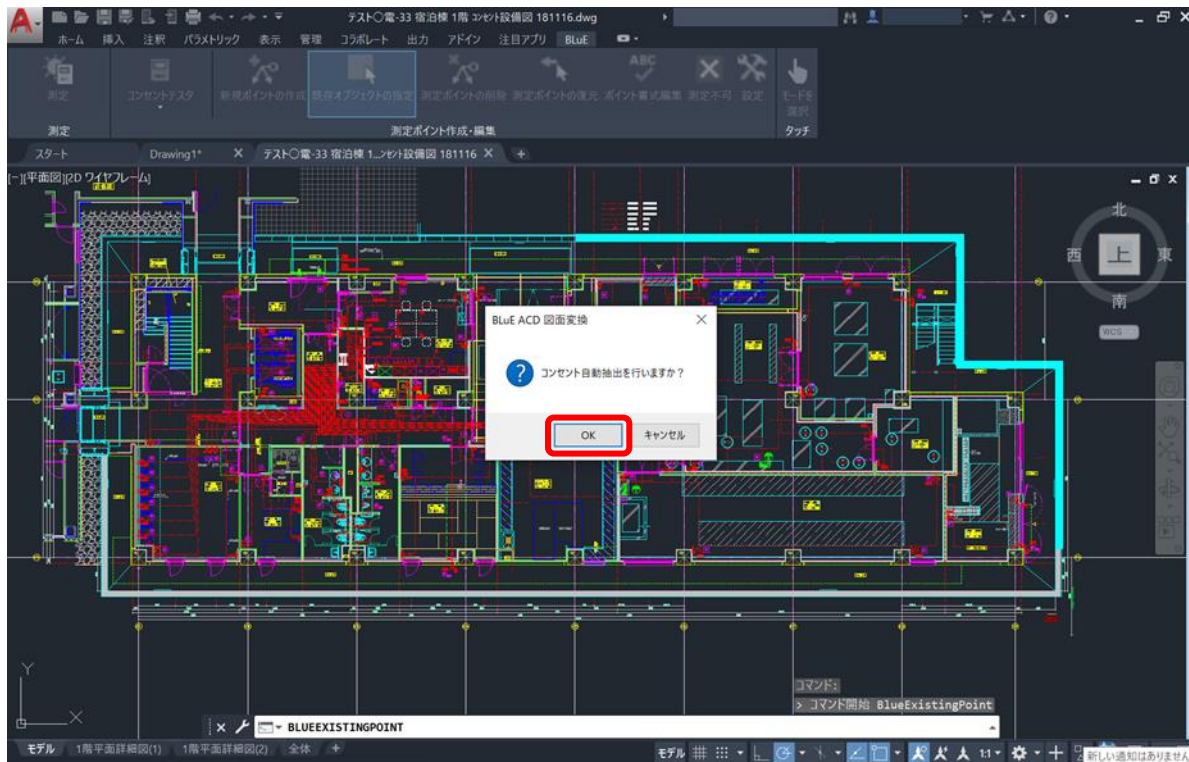 テスト〇電-33 宿泊棟 1階 コンセント設備図 181116.dwg
ホーム 挿入 注釈 パラメトリック 表示 管理 コラボレート 出力 アドイン 注目アプリ BLuE
ABC
測定 コンセントテスタ 新規ポイントの作成 既存オブジェクトの指定 測定ポイントの削除 測定ポイントの復元 ポイント書式編集 測定不可 設定 モードを
選択
測定 測定ポイント作成・編集 タッチ
スタート Drawing1* テスト〇電-33 宿泊棟 1...ンセント設備図 181116
[-][平面図][2D ワイヤフレーム]
北
西 上 東
南
WCS
BLuE ACD 図面変換
コンセント自動抽出を行いますか？
OK キャンセル
Y
X
コマンド:
> コマンド開始 BlueExistingPoint
BLUEEXISTINGPOINT
モデル 1階平面詳細図(1) 1階平面詳細図(2) 全体 +
モデル 1:1
新しい通知はありません